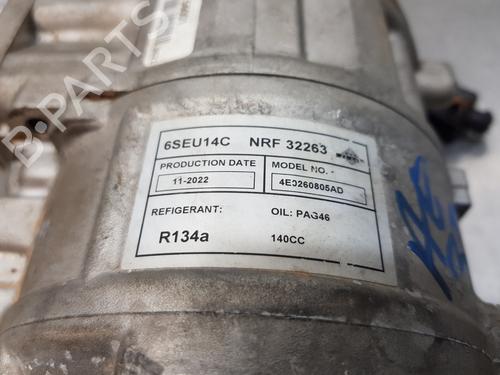 B-Parts
6SEU14C NRF 32263
PRODUCTION DATE MODEL NO.
11-2022 4E0260805AD
REFIGERANT: OIL: PAG46
R134a 140CC